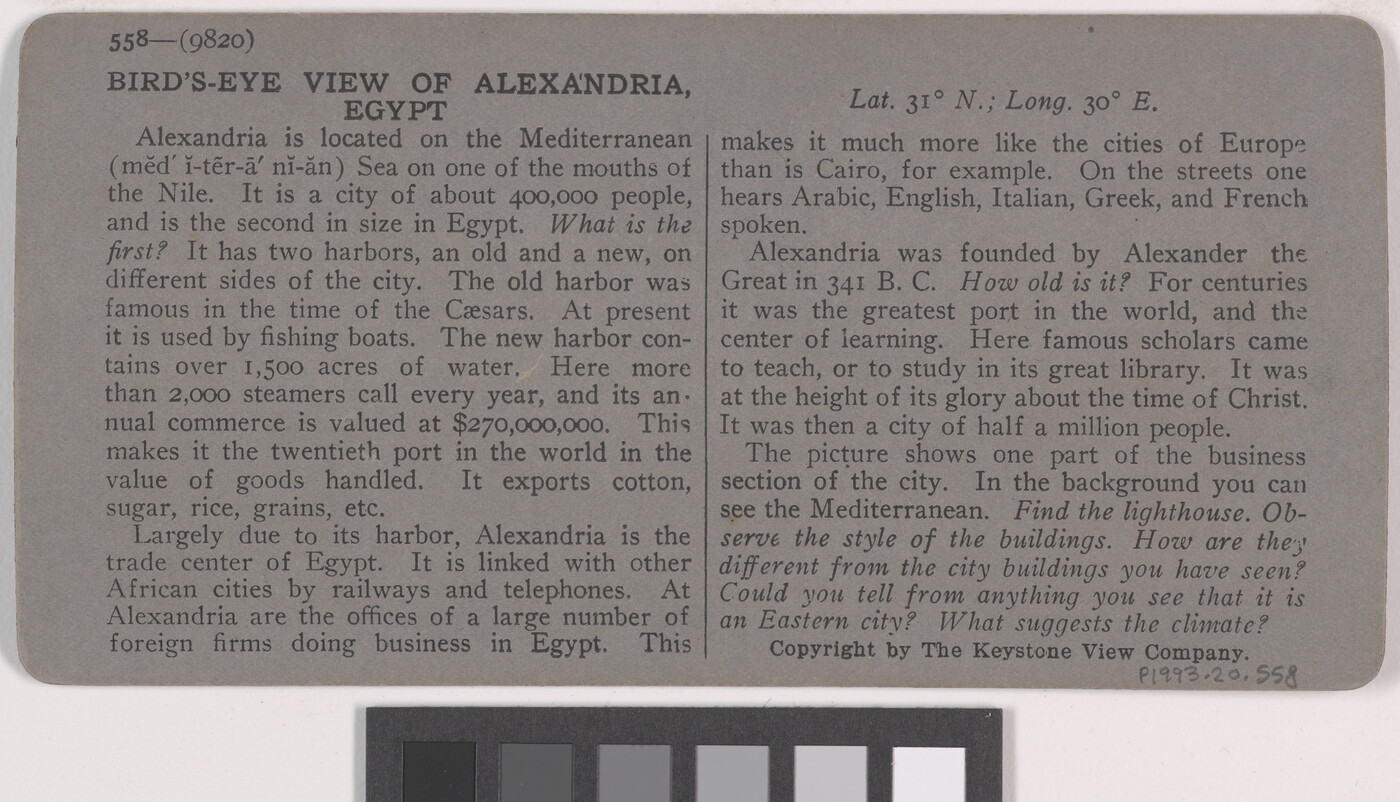 558—(9820)
BIRD'S-EYE VIEW OF ALEXANDRIA,
EGYPT
Alexandria is located on the Mediterranean
(mĕd´ ĭ-tẽr-ā´ nĭ-ăn) Sea on one of the mouths of
the Nile. It is a city of about 400,000 people,
and is the second in size in Egypt. What is the
first? It has two harbors, an old and a new, on
different sides of the city. The old harbor was
famous in the time of the Cæsars. At present
it is used by fishing boats. The new harbor con-
tains over 1,500 acres of water. Here more
than 2,000 steamers call every year, and its an-
nual commerce is valued at $270,000,000. This
makes it the twentieth port in the world in the
value of goods handled. It exports cotton,
sugar, rice, grains, etc.
Largely due to its harbor, Alexandria is the
trade center of Egypt. It is linked with other
African cities by railways and telephones. At
Alexandria are the offices of a large number of
foreign firms doing business in Egypt. This
Lat. 31° N.; Long. 30° E.
makes it much more like the cities of Europe
than is Cairo, for example. On the streets one
hears Arabic, English, Italian, Greek, and French
spoken.
Alexandria was founded by Alexander the
Great in 341 B. C. How old is it? For centuries
it was the greatest port in the world, and the
center of learning. Here famous scholars came
to teach, or to study in its great library. It was
at the height of its glory about the time of Christ.
It was then a city of half a million people.
The picture shows one part of the business
section of the city. In the background you can
see the Mediterranean. Find the lighthouse. Ob-
serve the style of the buildings. How are they
different from the city buildings you have seen?
Could you tell from anything you see that it is
an Eastern city? What suggests the climate?
Copyright by The Keystone View Company.
P1993.20.558